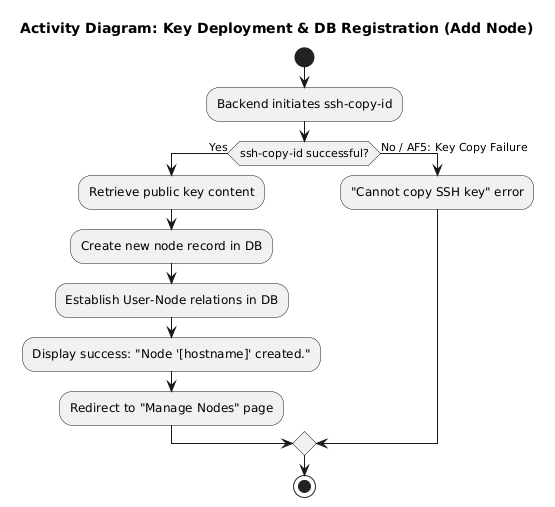 Activity Diagram: Key Deployment & DB Registration (Add Node)
Backend initiates ssh-copy-id
Yes
ssh-copy-id successful?
No / AF5: Key Copy Failure
Retrieve public key content
"Cannot copy SSH key" error
Create new node record in DB
Establish User-Node relations in DB
Display success: "Node '[hostname]' created."
Redirect to "Manage Nodes" page